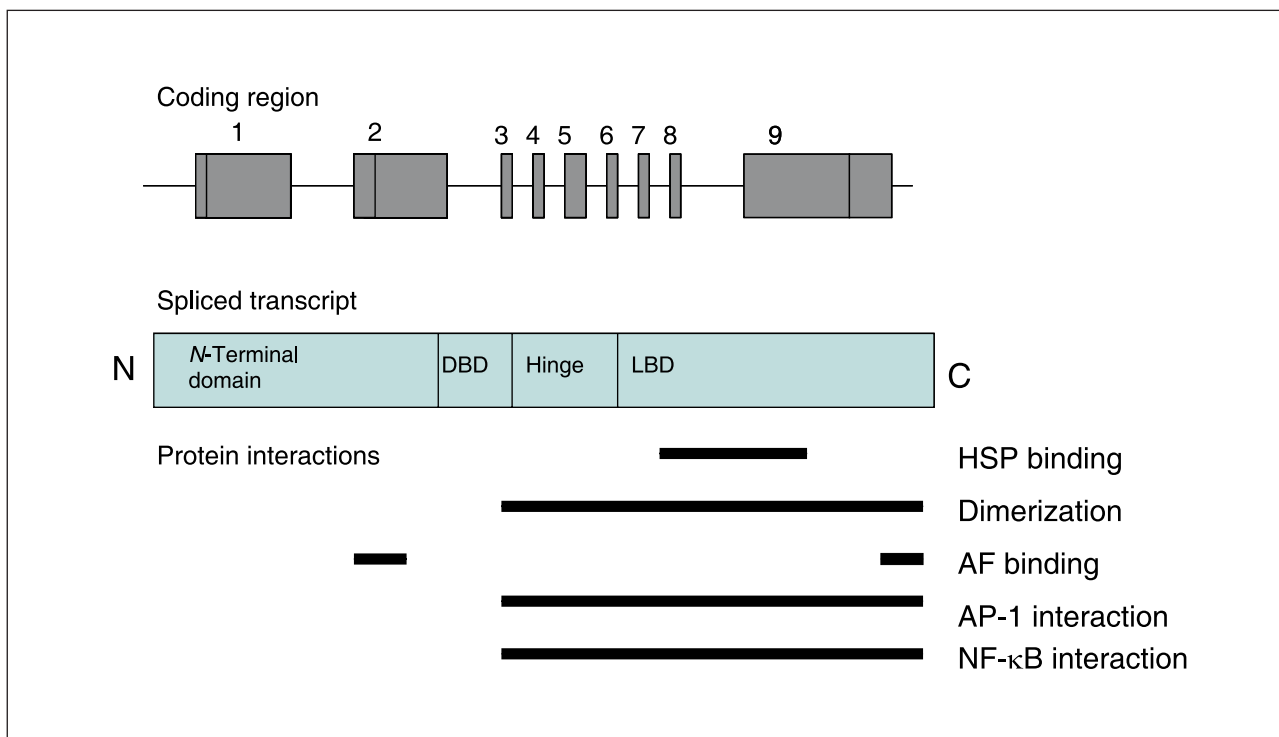 Coding region
1 2 3 4 5 6 7 8 9
Spliced transcript
N
N-Terminal
domain
DBD
Hinge
LBD
C
Protein interactions
HSP binding
Dimerization
AF binding
AP-1 interaction
NF-κB interaction